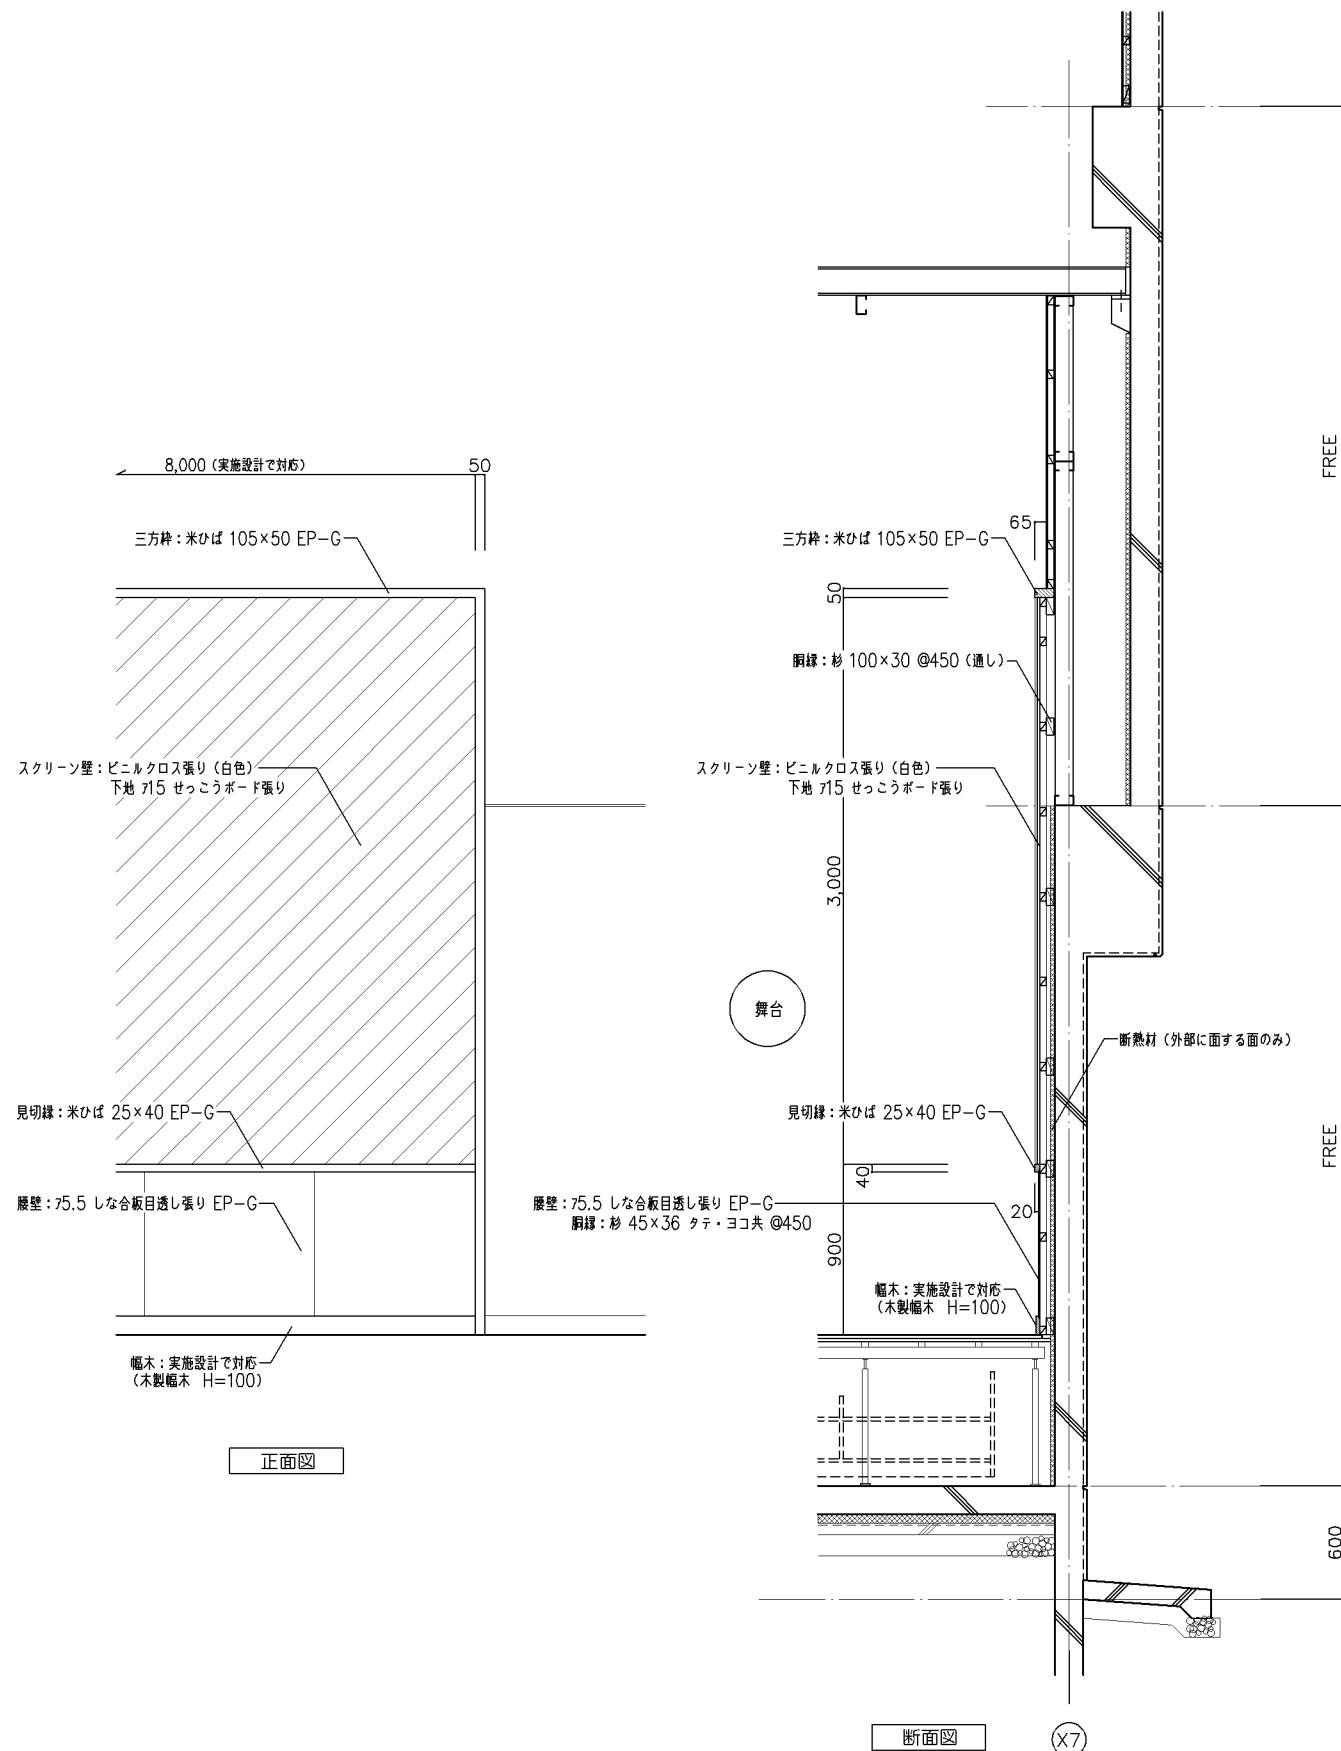 8,000 (実施設計で対応)
50
三方枠：米ひば 105×50 EP-G
スクリーン壁：ビニルクロス張り (白色)
下地 ｱ15 せっこうボード張り
見切縁：米ひば 25×40 EP-G
腰壁：ｱ5.5 しな合板目透し張り EP-G
幅木：実施設計で対応
(木製幅木 H=100)
正面図
FREE
65
三方枠：米ひば 105×50 EP-G
50
胴縁：杉 100×30 @450 (通し)
スクリーン壁：ビニルクロス張り (白色)
下地 ｱ15 せっこうボード張り
3,000
舞台
断熱材 (外部に面する面のみ)
見切縁：米ひば 25×40 EP-G
FREE
40
腰壁：ｱ5.5 しな合板目透し張り EP-G
胴縁：杉 45×36 タテ・ヨコ共 @450
20
900
幅木：実施設計で対応
(木製幅木 H=100)
600
断面図
X7